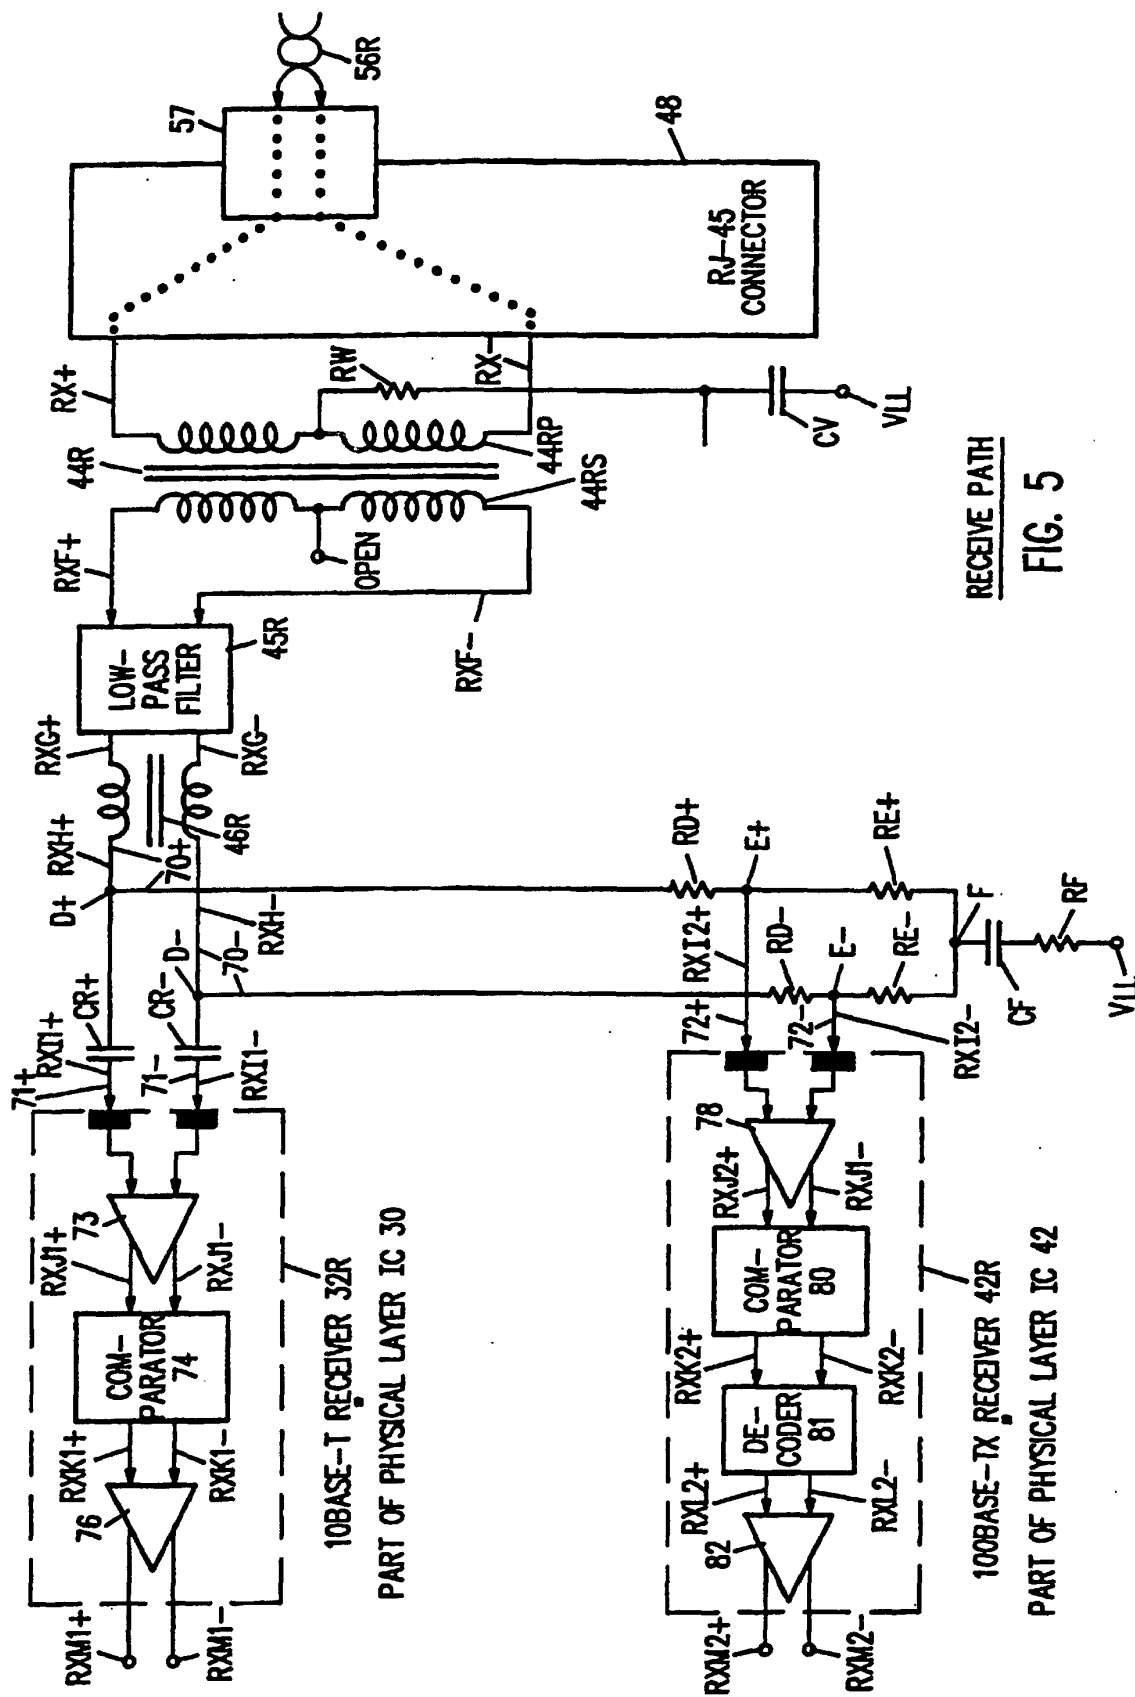 RXM1+
RXM1-
76
RXK1+
RXK1-
COM-
PARATOR
74
RXJ1+
RXJ1-
73
32R
10BASE-T RECEIVER 32R
PART OF PHYSICAL LAYER IC 30
71+
RXI1+
CR+
71-
RXI1-
CR-
D+
D-
RXH+
70+
RXH-
70-
46R
RXG+
RXG-
LOW-
PASS
FILTER
45R
RXF+
RXF-
OPEN
44R
44RS
44RP
RX+
RX-
RW
CV
VLL
RJ-45
CONNECTOR
48
57
56R
RXM2+
RXM2-
82
RXL2+
RXL2-
DE-
CODER
81
RXK2+
RXK2-
COM-
PARATOR
80
RXJ2+
RXJ1-
78
100BASE-TX RECEIVER 42R
PART OF PHYSICAL LAYER IC 42
72+
72-
RXI2+
RXI2-
RD+
RD-
E+
E-
RE+
RE-
F
CF
RF
VLL
RECEIVE PATH
FIG. 5